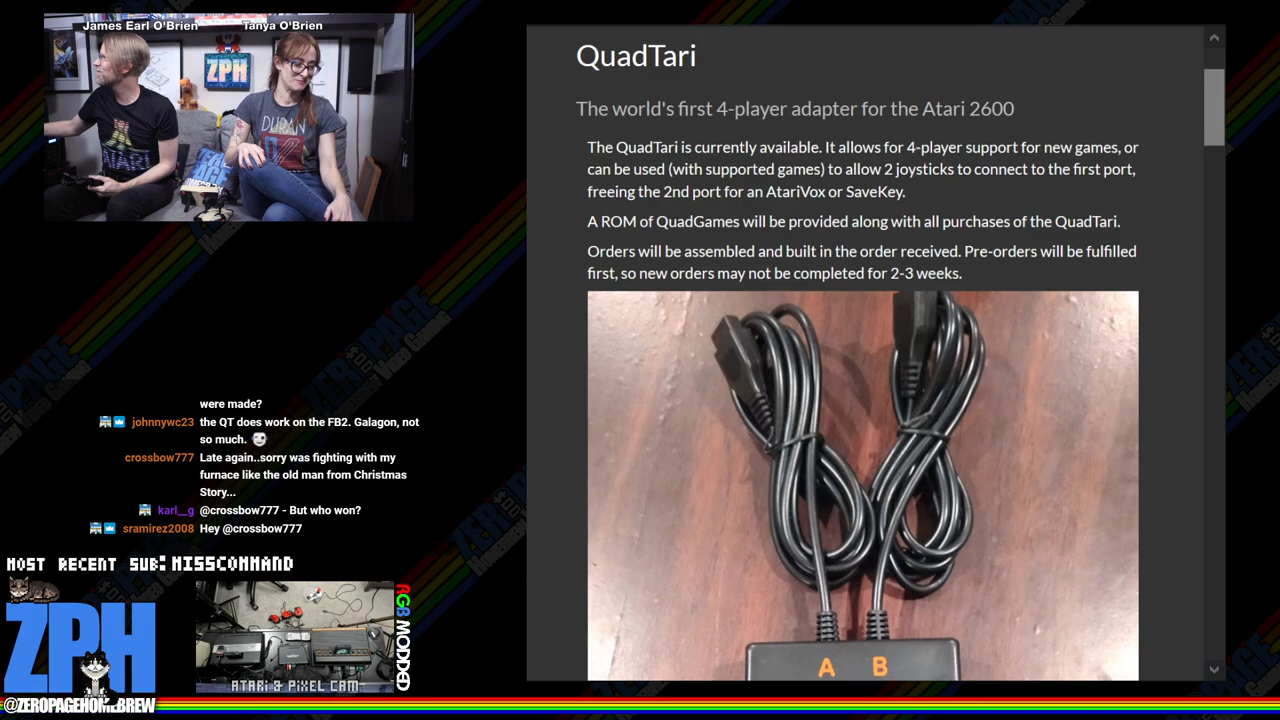 James Earl O'Brien
Tanya O'Brien
ZPH
ATARI
DURAN
QuadTari
The world's first 4-player adapter for the Atari 2600
The QuadTari is currently available. It allows for 4-player support for new games, or
can be used (with supported games) to allow 2 joysticks to connect to the first port,
freeing the 2nd port for an AtariVox or SaveKey.
A ROM of QuadGames will be provided along with all purchases of the QuadTari.
Orders will be assembled and built in the order received. Pre-orders will be fulfilled
first, so new orders may not be completed for 2-3 weeks.
A B
were made?
johnnywc23 the QT does work on the FB2. Galagon, not
so much.
crossbow777 Late again..sorry was fighting with my
furnace like the old man from Christmas
Story...
karl__g @crossbow777 - But who won?
sramirez2008 Hey @crossbow777
MOST RECENT SUB: MISSCOMMAND
ZPH
RGB MODDED
ATARI & PIXEL CAM
@ZEROPAGEHOMEBREW